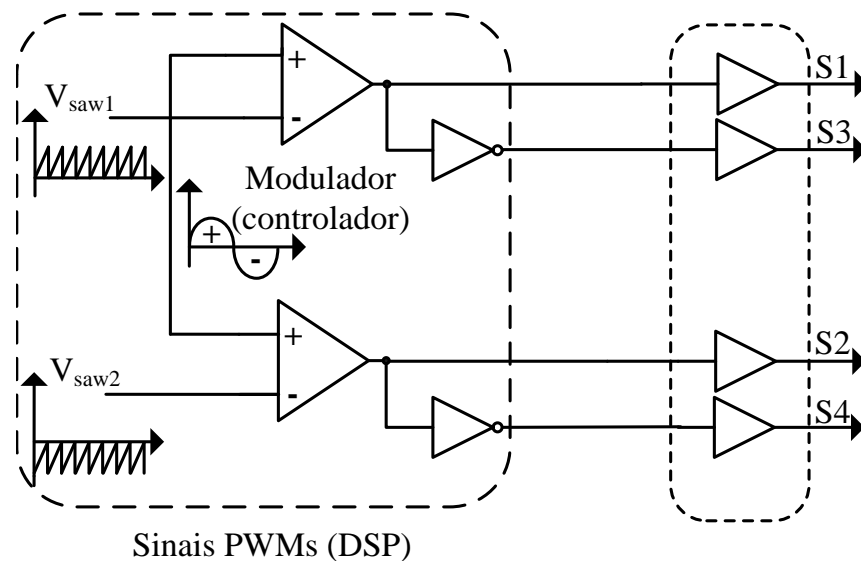 +
S1
V_saw1
-
S3
Modulador
(controlador)
+
-
+
S2
V_saw2
-
S4
Sinais PWMs (DSP)